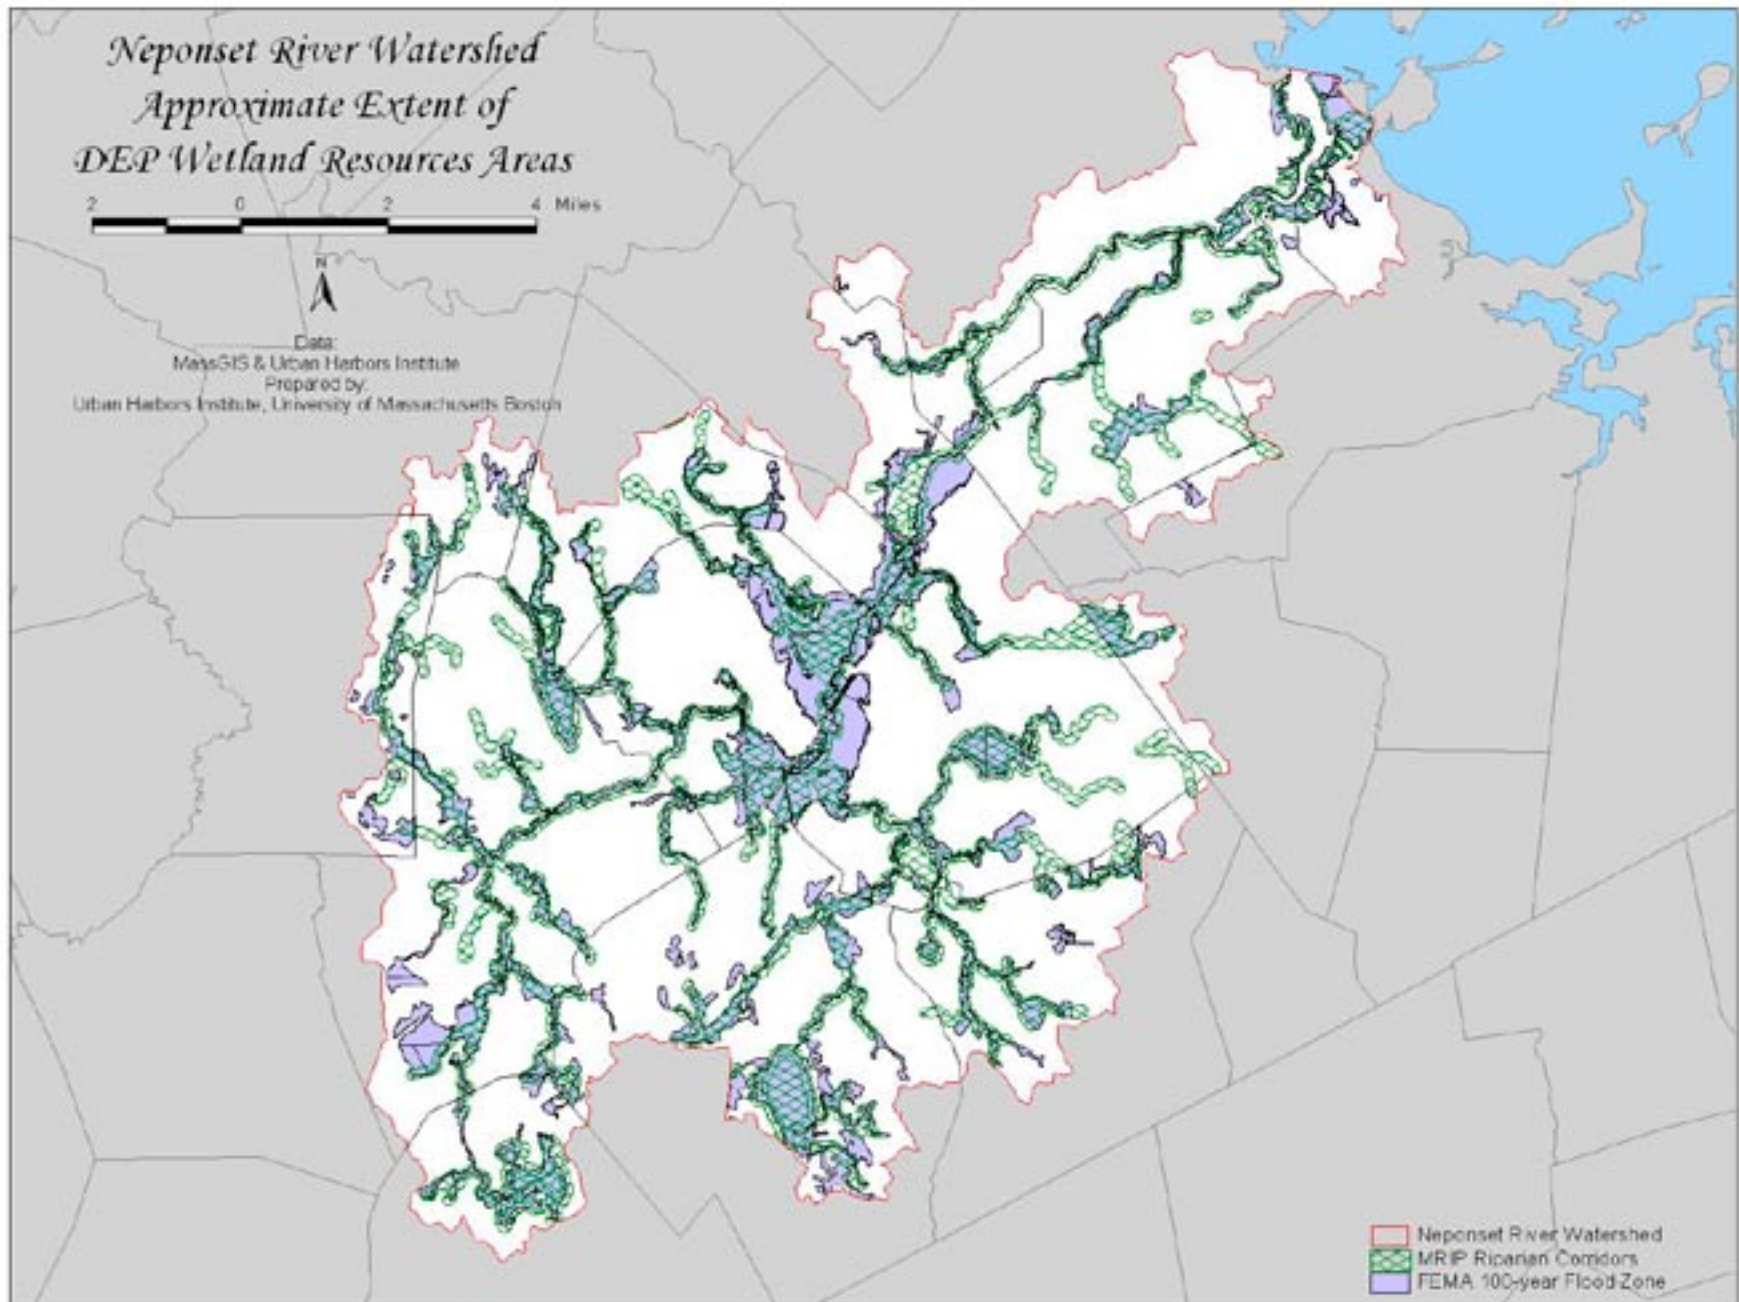 Neponset River Watershed
Approximate Extent of
DEP Wetland Resources Areas
2 0 2 4 Miles
N
Data:
MassGIS & Urban Harbors Institute
Prepared by:
Urban Harbors Institute, University of Massachusetts Boston
Neponset River Watershed
MRIP Riparian Corridors
FEMA 100-year Flood Zone